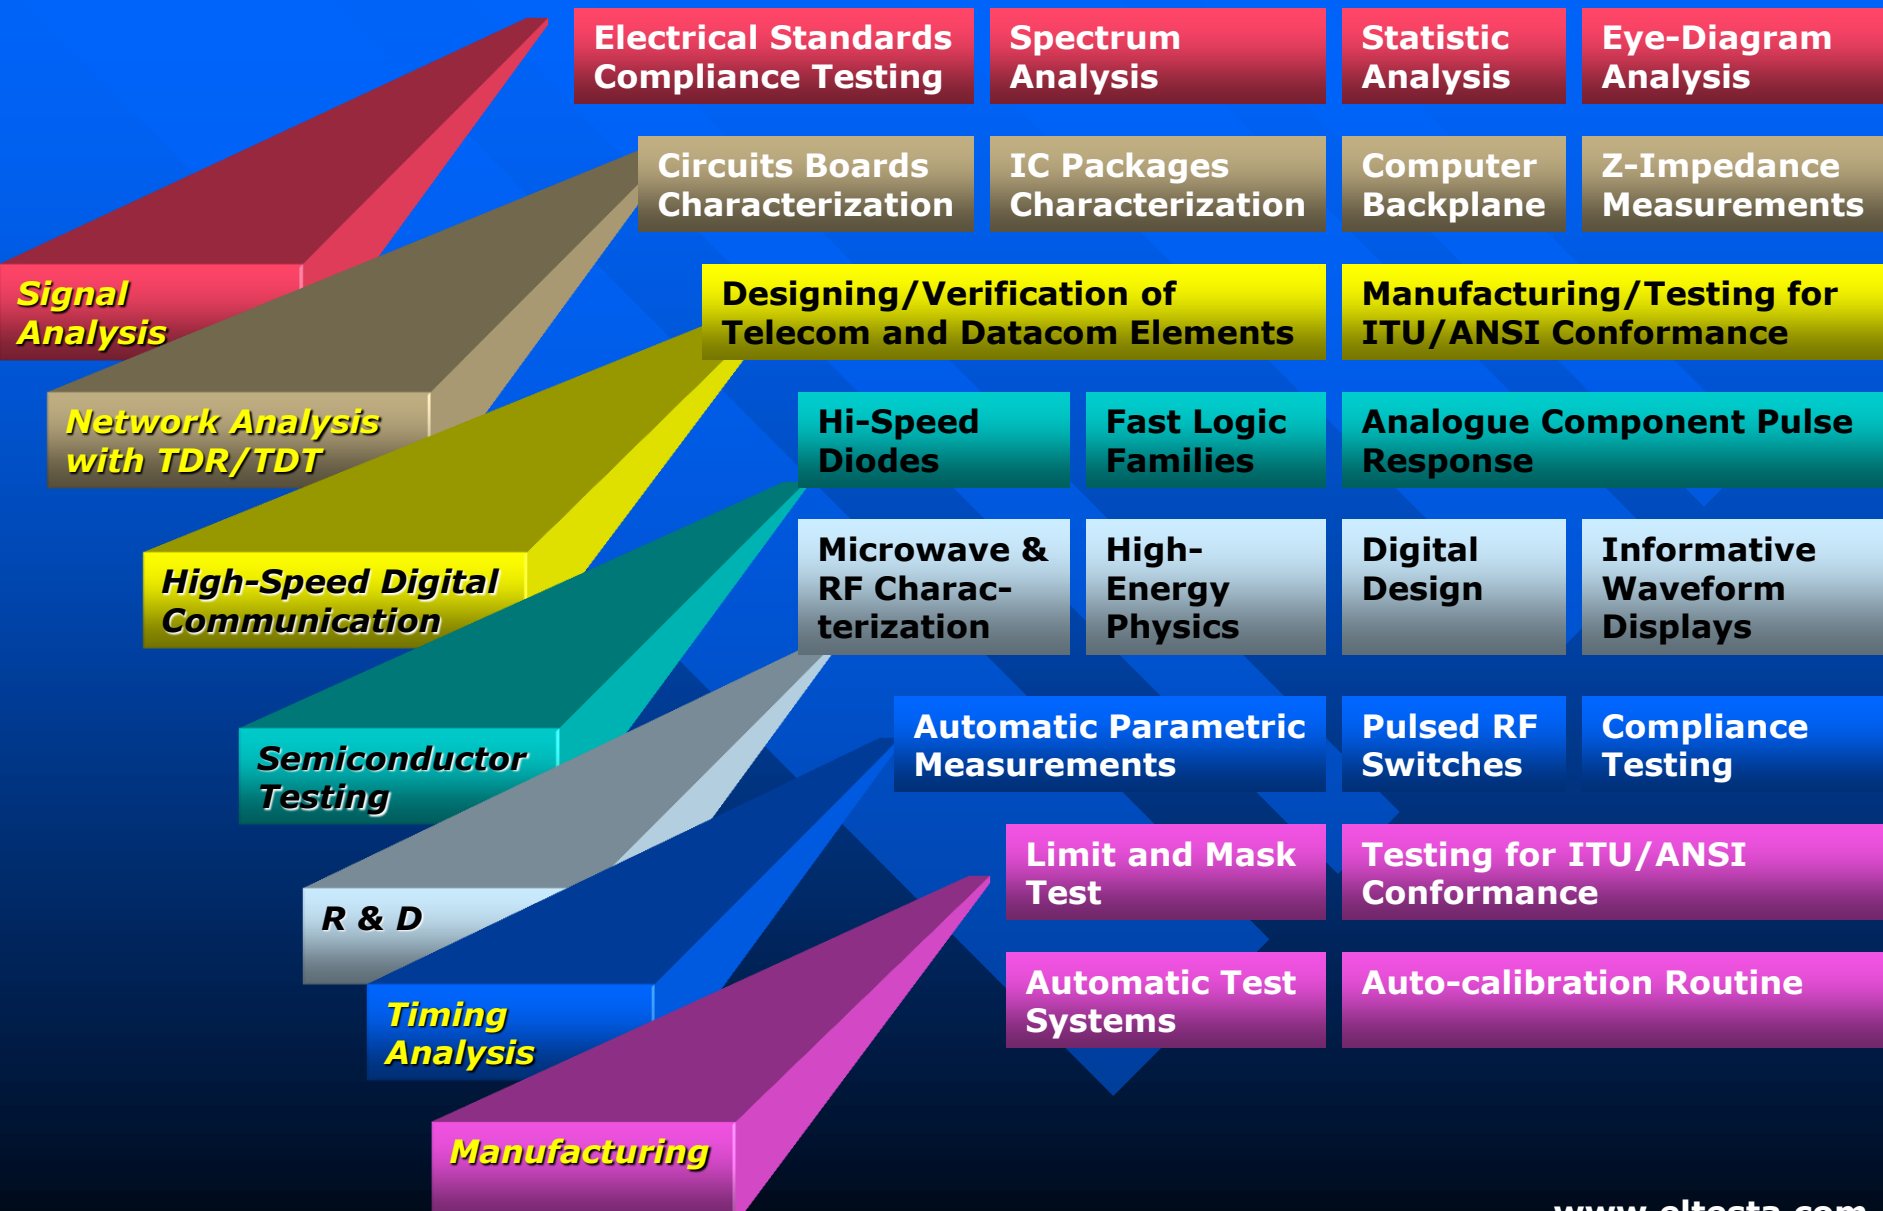 Electrical Standards
Compliance Testing
Spectrum
Analysis
Statistic
Analysis
Eye-Diagram
Analysis
Circuits Boards
Characterization
IC Packages
Characterization
Computer
Backplane
Z-Impedance
Measurements
Signal
Analysis
Designing/Verification of
Telecom and Datacom Elements
Manufacturing/Testing for
ITU/ANSI Conformance
Network Analysis
with TDR/TDT
Hi-Speed
Diodes
Fast Logic
Families
Analogue Component Pulse
Response
High-Speed Digital
Communication
Microwave &
RF Charac-
terization
High-
Energy
Physics
Digital
Design
Informative
Waveform
Displays
Semiconductor
Testing
Automatic Parametric
Measurements
Pulsed RF
Switches
Compliance
Testing
R & D
Limit and Mask
Test
Testing for ITU/ANSI
Conformance
Timing
Analysis
Automatic Test
Systems
Auto-calibration Routine
Manufacturing
www.eltesta.com